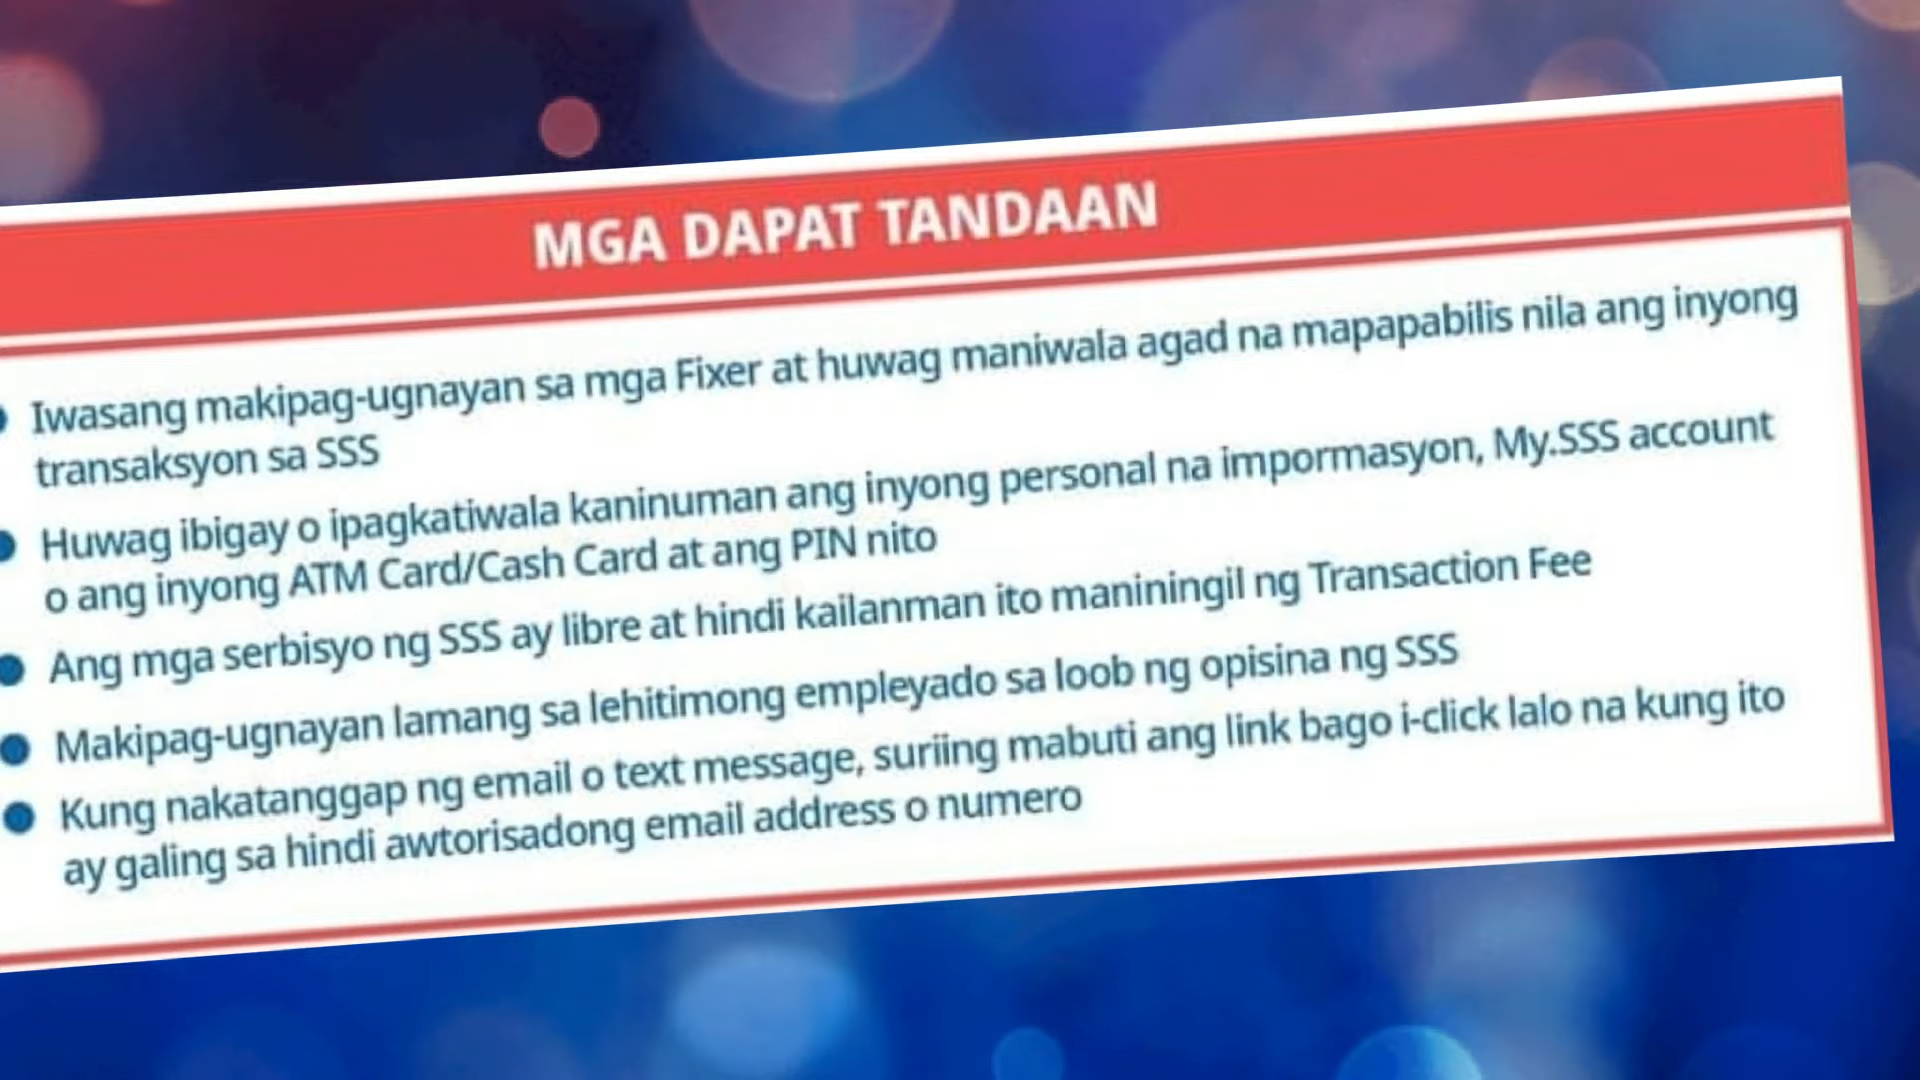 MGA DAPAT TANDAAN
Iwasang makipag-ugnayan sa mga Fixer at huwag maniwala agad na mapapabilis nila ang inyong
transaksyon sa SSS
Huwag ibigay o ipagkatiwala kaninuman ang inyong personal na impormasyon, My.SSS account
o ang inyong ATM Card/Cash Card at ang PIN nito
Ang mga serbisyo ng SSS ay libre at hindi kailanman ito maniningil ng Transaction Fee
Makipag-ugnayan lamang sa lehitimong empleyado sa loob ng opisina ng SSS
Kung nakatanggap ng email o text message, suriing mabuti ang link bago i-click lalo na kung ito
ay galing sa hindi awtorisadong email address o numero